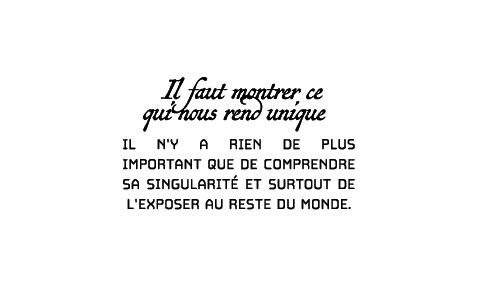 Il faut montrer ce
qui nous rend unique
IL N'Y A RIEN DE PLUS
IMPORTANT QUE DE COMPRENDRE
SA SINGULARITÉ ET SURTOUT DE
L'EXPOSER AU RESTE DU MONDE.